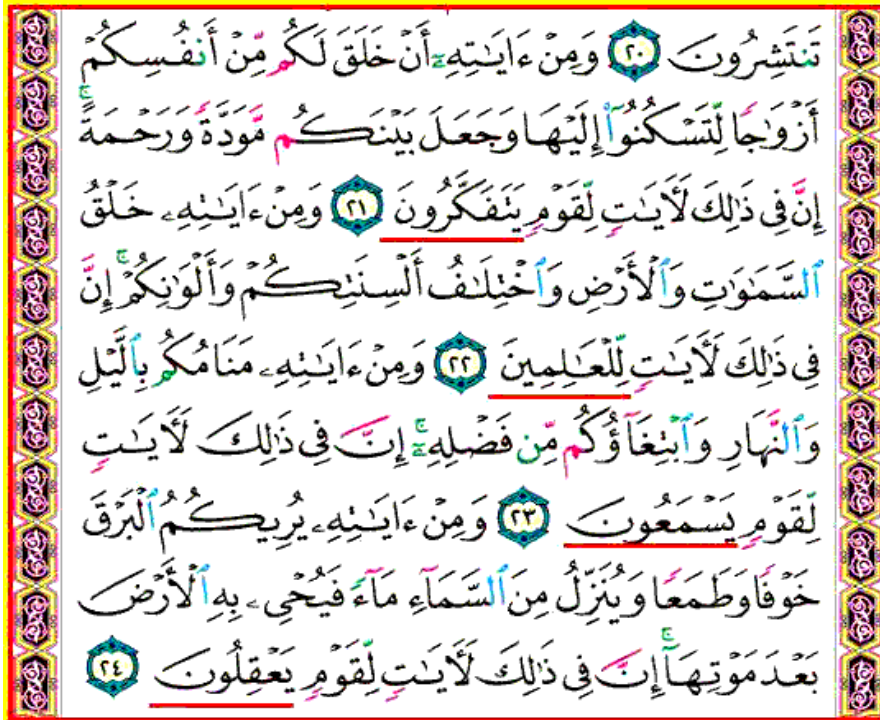 تَنتَشِرُونَ ﴿٢٠﴾ وَمِنْ ءَايَٰتِهِۦٓ أَنْ خَلَقَ لَكُم مِّنْ أَنفُسِكُمْ
أَزْوَٰجًا لِّتَسْكُنُوٓا۟ إِلَيْهَا وَجَعَلَ بَيْنَكُم مَّوَدَّةً وَرَحْمَةً ۚ
إِنَّ فِى ذَٰلِكَ لَءَايَٰتٍ لِّقَوْمٍ يَتَفَكَّرُونَ ﴿٢١﴾ وَمِنْ ءَايَٰتِهِۦ خَلْقُ
ٱلسَّمَٰوَٰتِ وَٱلْأَرْضِ وَٱخْتِلَٰفُ أَلْسِنَتِكُمْ وَأَلْوَٰنِكُمْ ۚ إِنَّ
فِى ذَٰلِكَ لَءَايَٰتٍ لِّلْعَٰلِمِينَ ﴿٢٢﴾ وَمِنْ ءَايَٰتِهِۦ مَنَامُكُم بِٱلَّيْلِ
وَٱلنَّهَارِ وَٱبْتِغَآؤُكُم مِّن فَضْلِهِۦٓ ۚ إِنَّ فِى ذَٰلِكَ لَءَايَٰتٍ
لِّقَوْمٍ يَسْمَعُونَ ﴿٢٣﴾ وَمِنْ ءَايَٰتِهِۦ يُرِيكُمُ ٱلْبَرْقَ
خَوْفًا وَطَمَعًا وَيُنَزِّلُ مِنَ ٱلسَّمَآءِ مَآءً فَيُحْىِۦ بِهِ ٱلْأَرْضَ
بَعْدَ مَوْتِهَآ ۚ إِنَّ فِى ذَٰلِكَ لَءَايَٰتٍ لِّقَوْمٍ يَعْقِلُونَ ﴿٢٤﴾